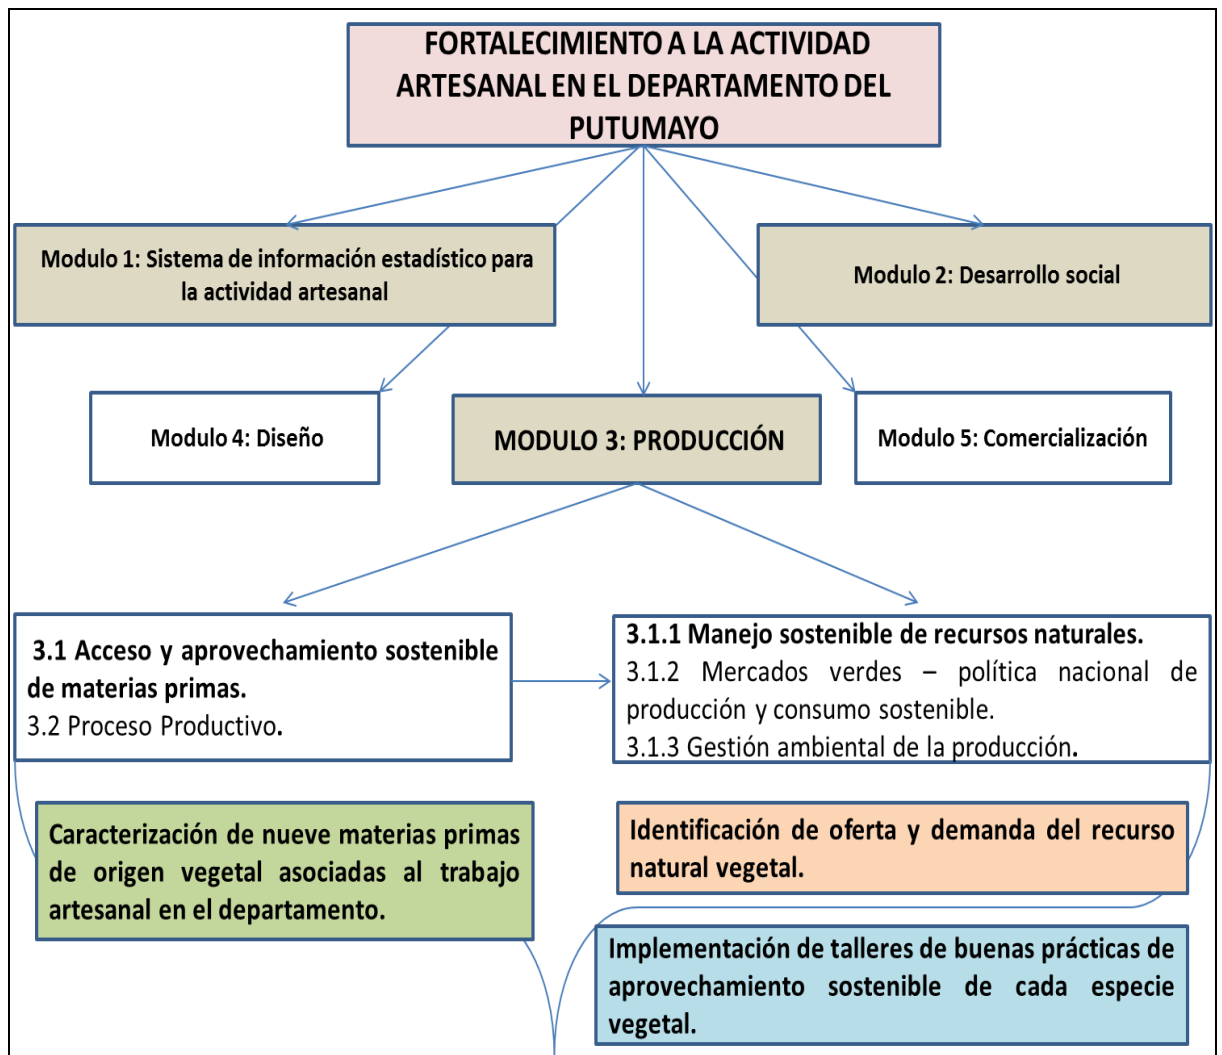 FORTALECIMIENTO A LA ACTIVIDAD
ARTESANAL EN EL DEPARTAMENTO DEL
PUTUMAYO
Modulo 1: Sistema de información estadístico para
la actividad artesanal
Modulo 2: Desarrollo social
Modulo 4: Diseño
MODULO 3: PRODUCCIÓN
Modulo 5: Comercialización
3.1 Acceso y aprovechamiento sostenible
de materias primas.
3.2 Proceso Productivo.
3.1.1 Manejo sostenible de recursos naturales.
3.1.2 Mercados verdes – política nacional de
producción y consumo sostenible.
3.1.3 Gestión ambiental de la producción.
Caracterización de nueve materias primas
de origen vegetal asociadas al trabajo
artesanal en el departamento.
Identificación de oferta y demanda del recurso
natural vegetal.
Implementación de talleres de buenas prácticas de
aprovechamiento sostenible de cada especie
vegetal.